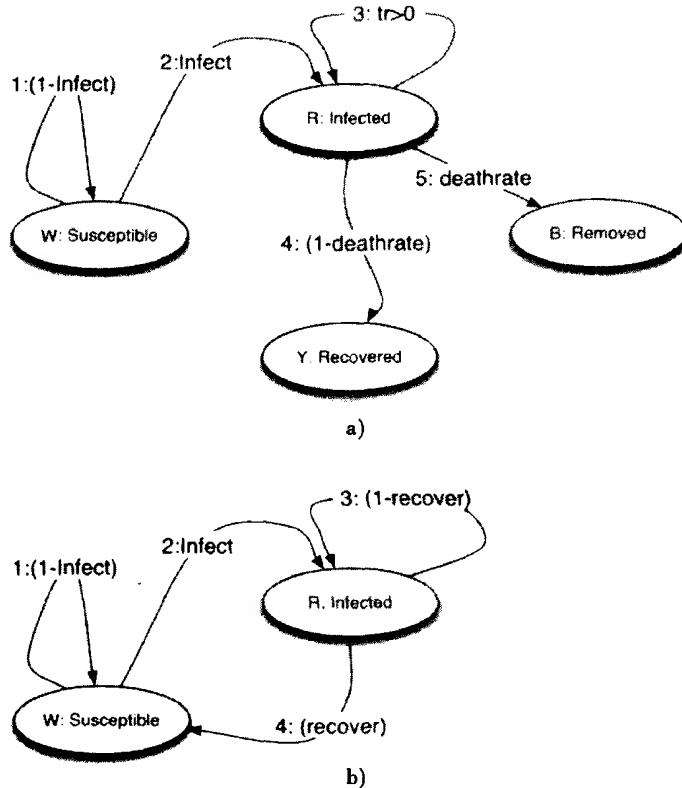 3: tr>0
2:Infect
1:(1-Infect)
R: Infected
5: deathrate
W: Susceptible
B: Removed
4: (1-deathrate)
Y: Recovered
a)
3: (1-recover)
2:Infect
1:(1-Infect)
R. Infected
W: Susceptible
4: (recover)
b)